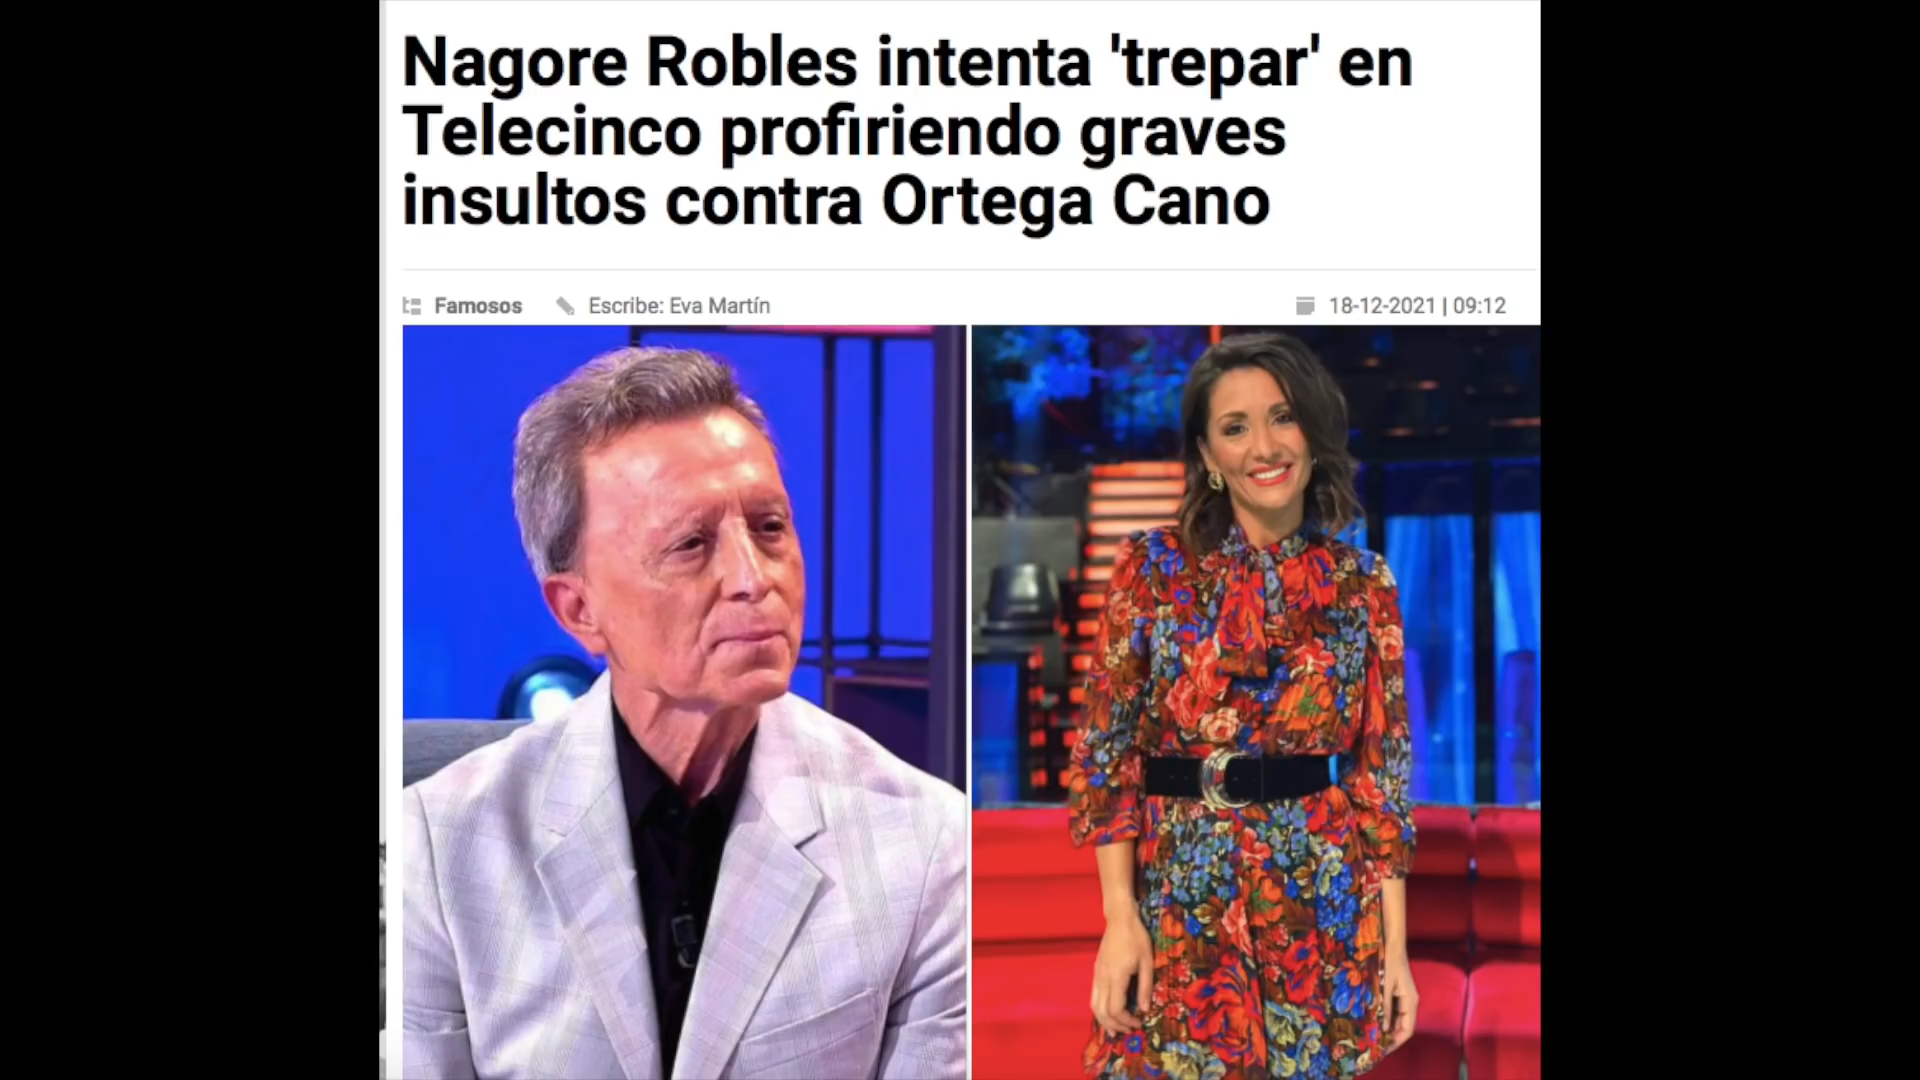 Nagore Robles intenta 'trepar' en
Telecinco profiriendo graves
insultos contra Ortega Cano
Famosos Escribe: Eva Martín 18-12-2021 | 09:12